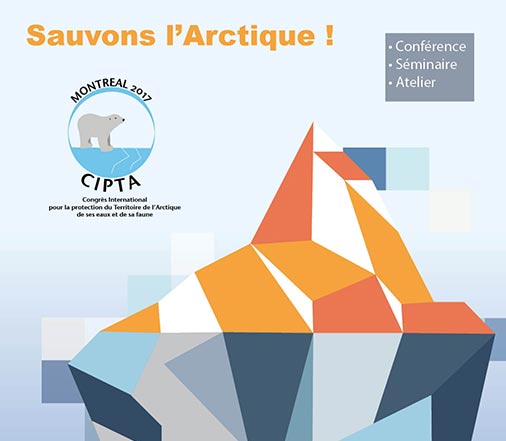 Sauvons l'Arctique !
• Conférence
• Séminaire
• Atelier
MONTREAL 2017
CIPTA
Congrès International
pour la protection du Territoire de l'Arctique
de ses eaux et de sa faune